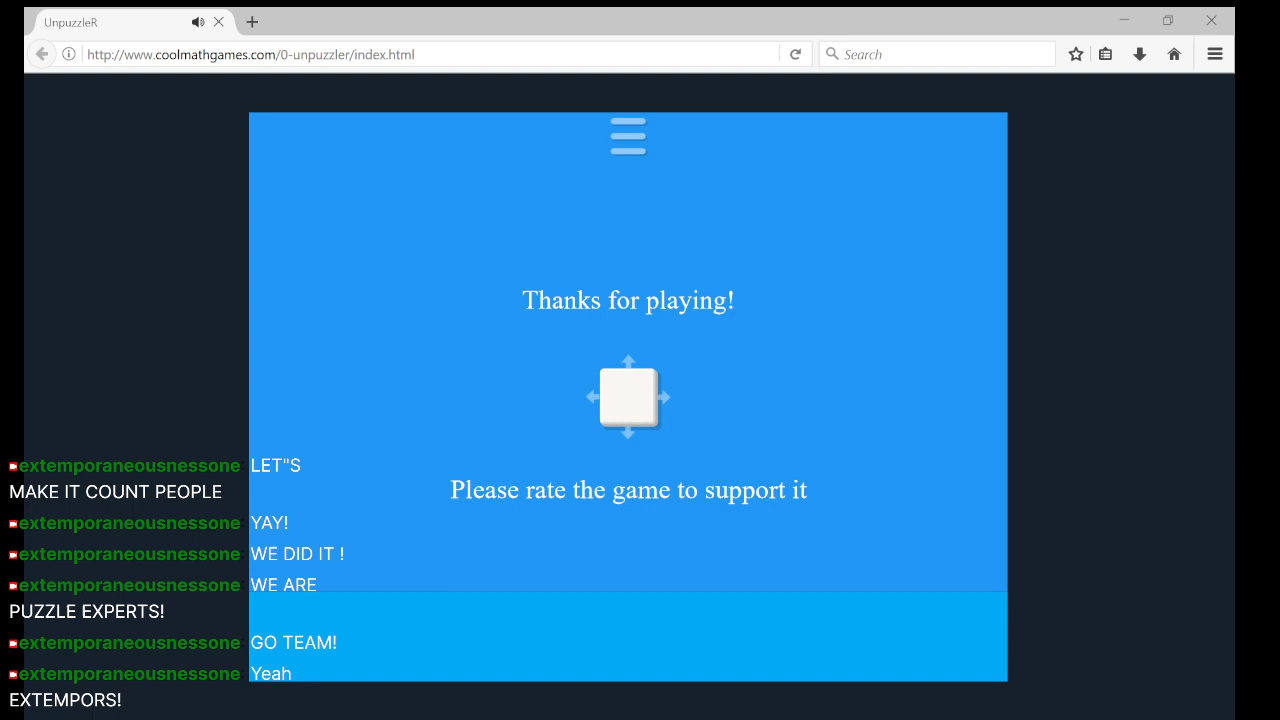 UnpuzzleR
http://www.coolmathgames.com/0-unpuzzler/index.html
Search
Thanks for playing!
Please rate the game to support it
extemporaneousnessone LET"S
MAKE IT COUNT PEOPLE
extemporaneousnessone YAY!
extemporaneousnessone WE DID IT !
extemporaneousnessone WE ARE
PUZZLE EXPERTS!
extemporaneousnessone GO TEAM!
extemporaneousnessone Yeah
EXTEMPORS!